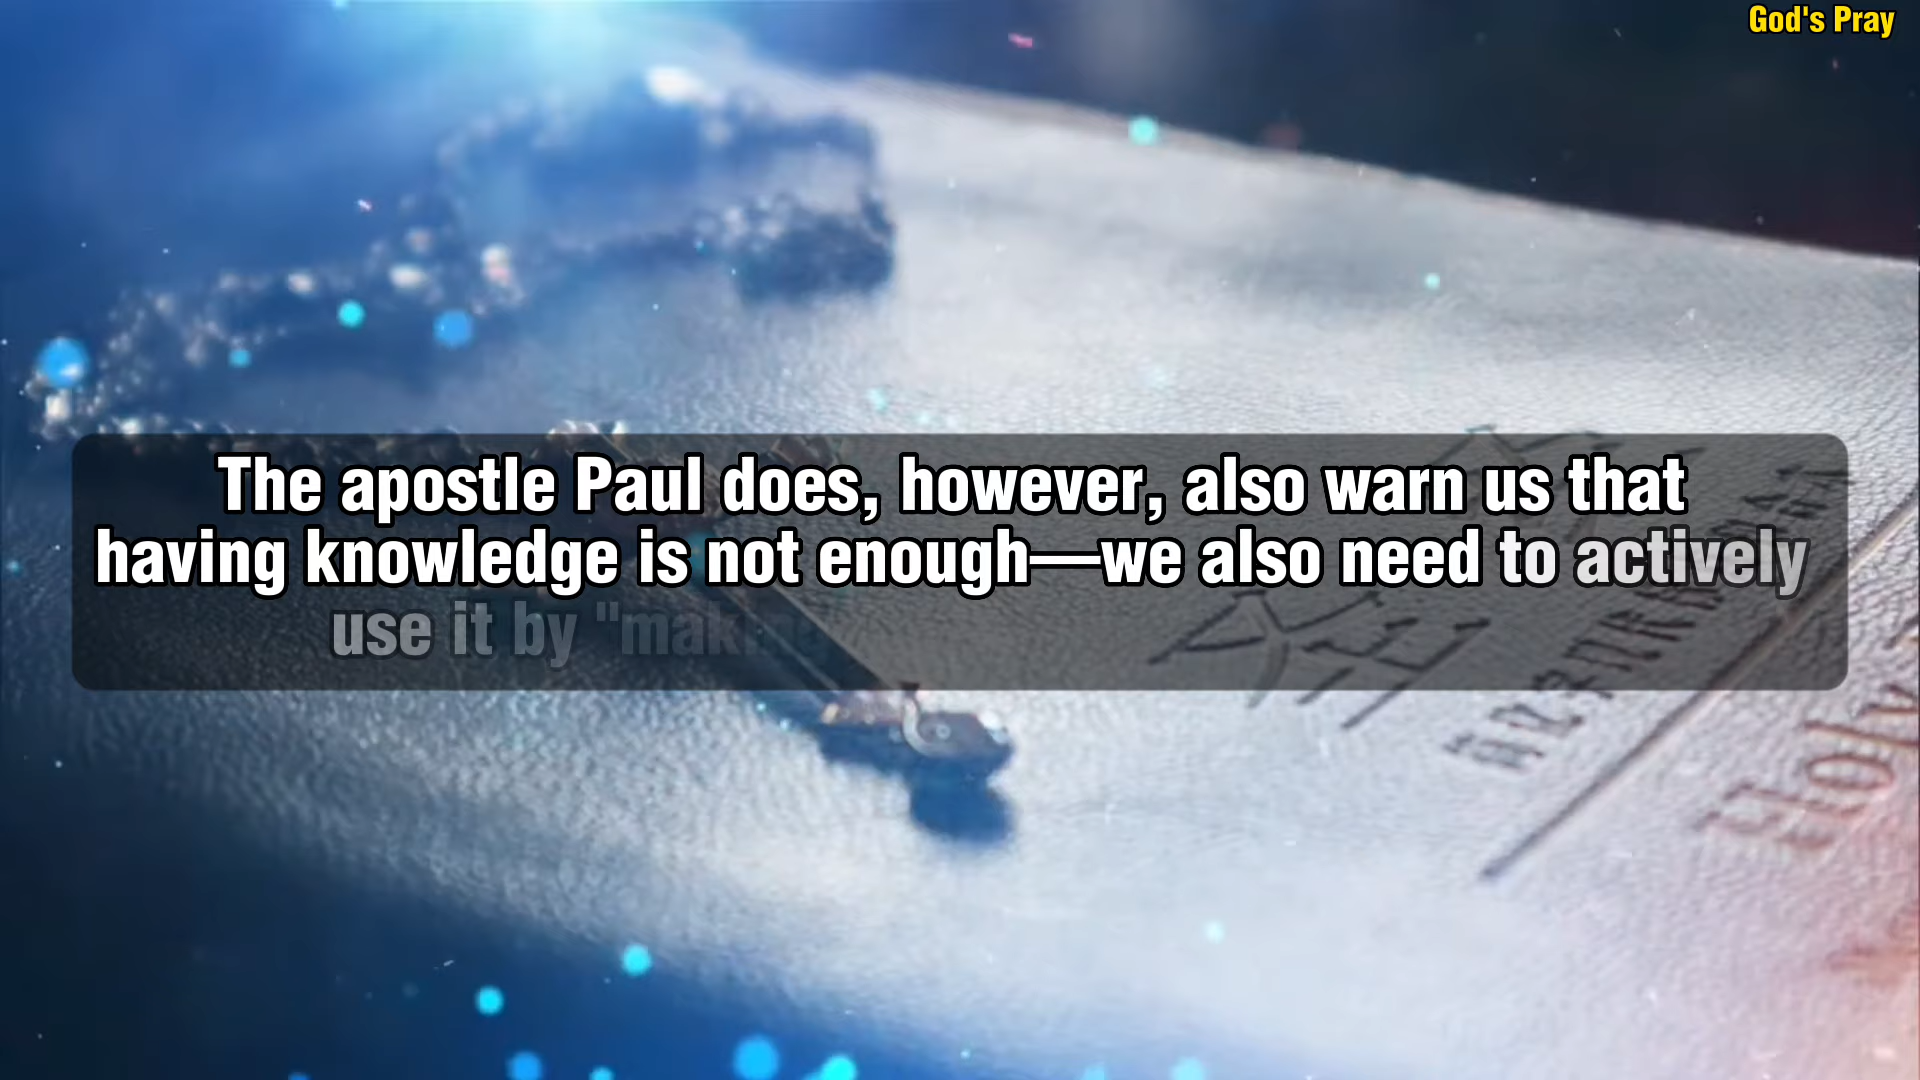 God's Pray
The apostle Paul does, however, also warn us that
having knowledge is not enough—we also need to actively
use it by "making
Holy